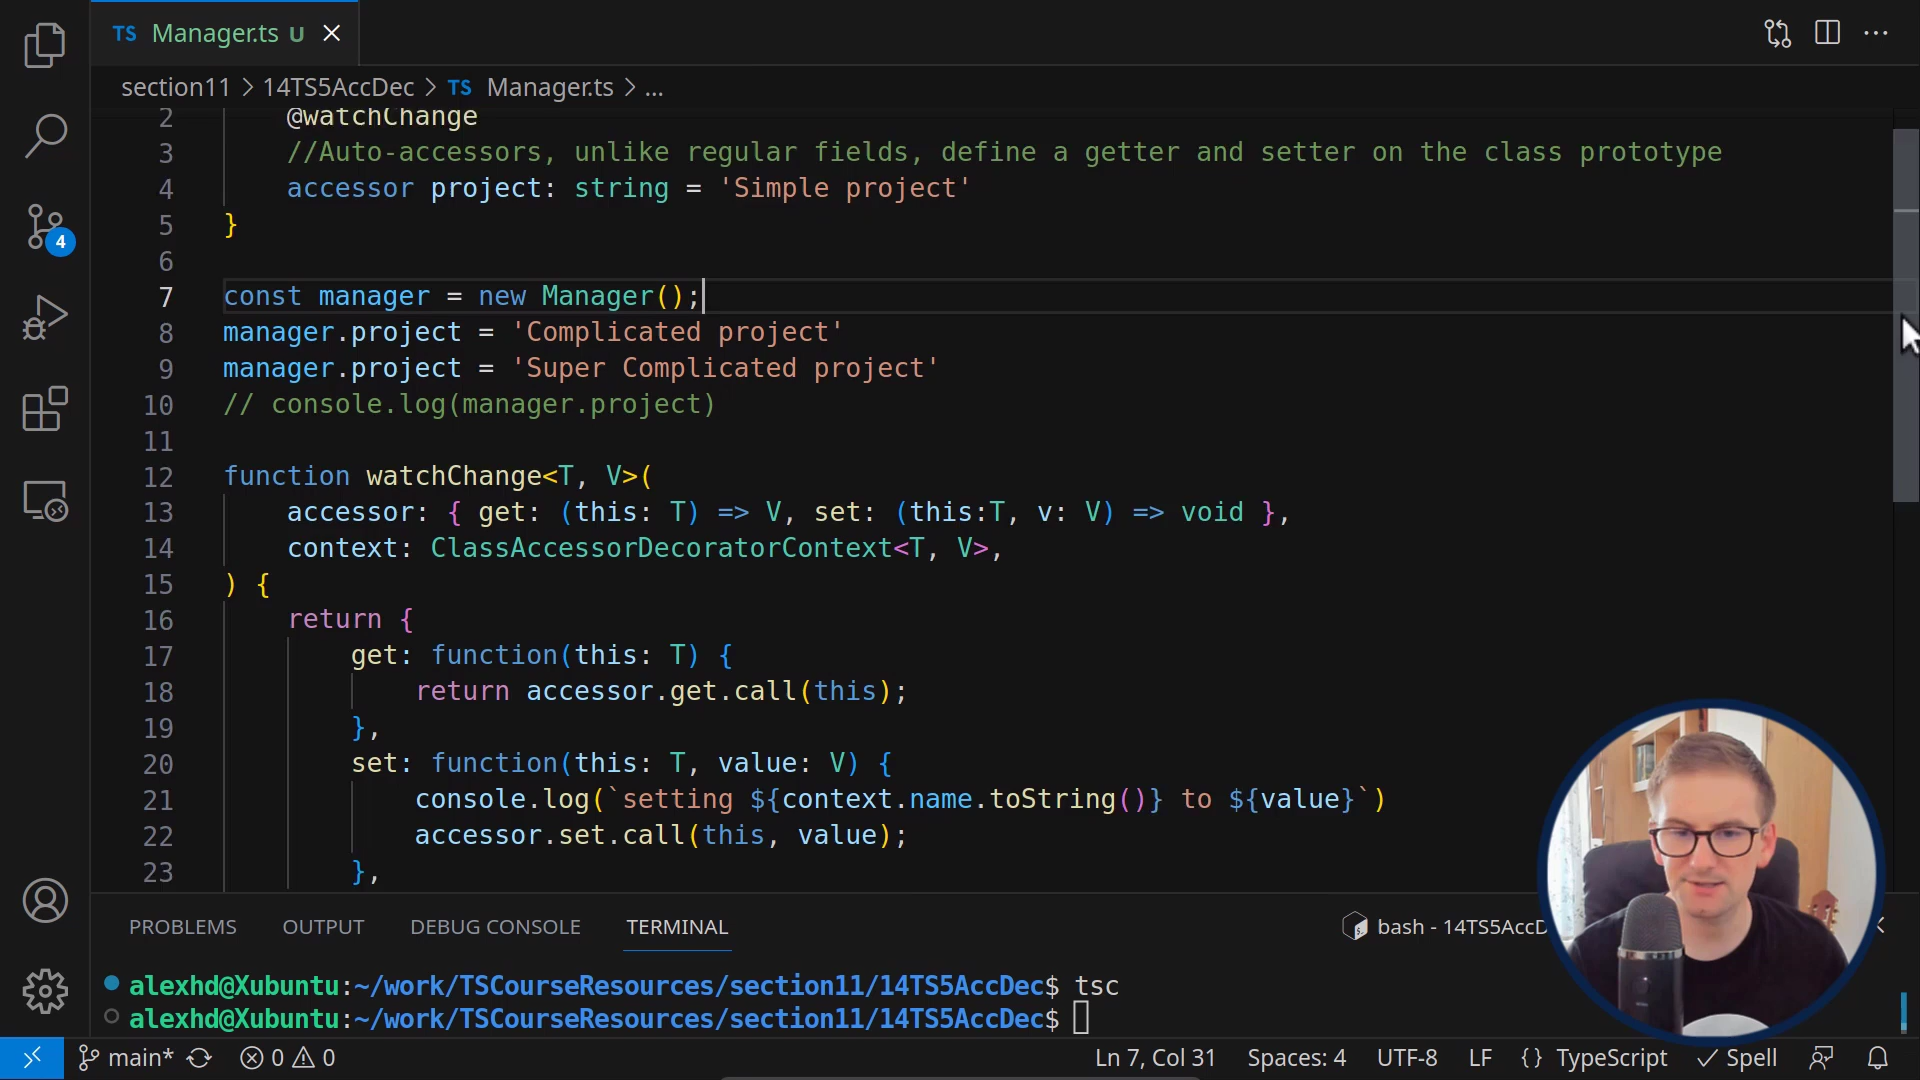 TS Manager.ts U
section11 > 14TS5AccDec > TS Manager.ts > ...
2 @watchChange
3 //Auto-accessors, unlike regular fields, define a getter and setter on the class prototype
4 accessor project: string = 'Simple project'
5 }
6
7 const manager = new Manager();
8 manager.project = 'Complicated project'
9 manager.project = 'Super Complicated project'
10 // console.log(manager.project)
11
12 function watchChange<T, V>(
13 accessor: { get: (this: T) => V, set: (this:T, v: V) => void },
14 context: ClassAccessorDecoratorContext<T, V>,
15 ) {
16 return {
17 get: function(this: T) {
18 return accessor.get.call(this);
19 },
20 set: function(this: T, value: V) {
21 console.log(`setting ${context.name.toString()} to ${value}`)
22 accessor.set.call(this, value);
23 },
4
PROBLEMS OUTPUT DEBUG CONSOLE TERMINAL bash - 14TS5AccD
alexhd@Xubuntu:~/work/TSCourseResources/section11/14TS5AccDec$ tsc
alexhd@Xubuntu:~/work/TSCourseResources/section11/14TS5AccDec$
main* 0 0 Ln 7, Col 31 Spaces: 4 UTF-8 LF {} TypeScript Spell